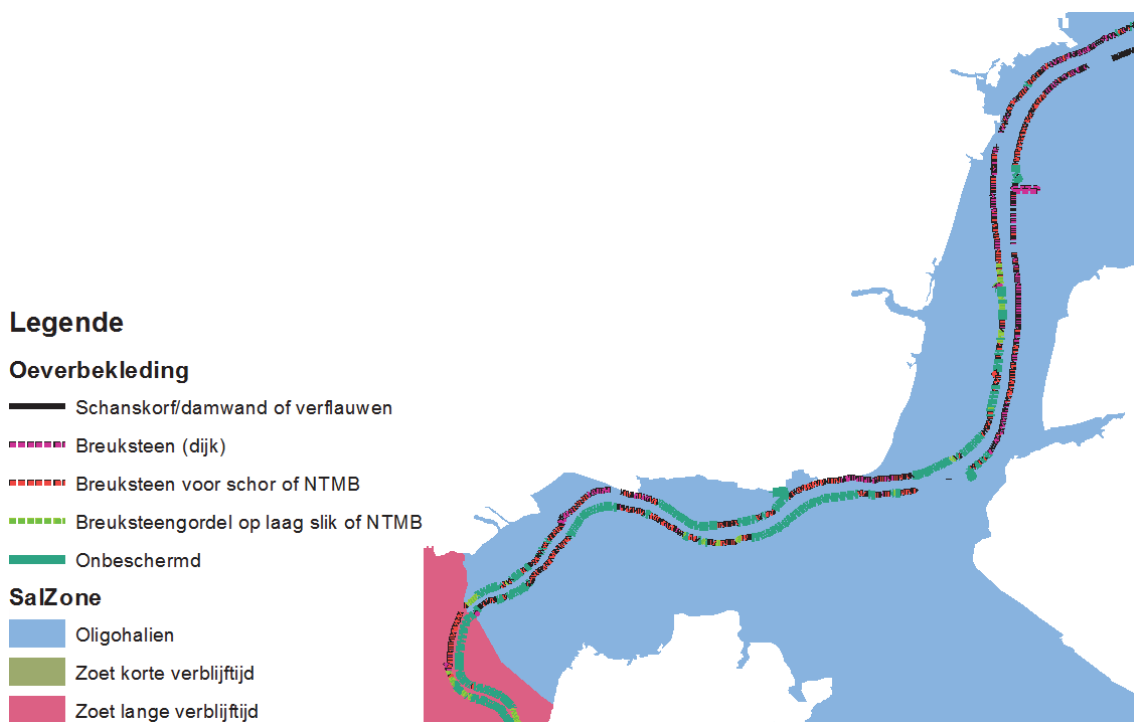 Legende
Oeverbekleding
Schanskorf/damwand of verflauwen
Breuksteen (dijk)
Breuksteen voor schor of NTMB
Breuksteengordel op laag slik of NTMB
Onbeschermd
SalZone
Oligohalien
Zoet korte verblijftijd
Zoet lange verblijftijd